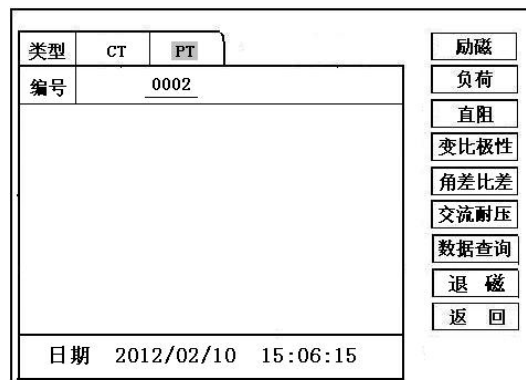 类型 CT PT
编号 0002
日期 2012/02/10 15:06:15
励磁
负荷
直阻
变比极性
角差比差
交流耐压
数据查询
退 磁
返 回